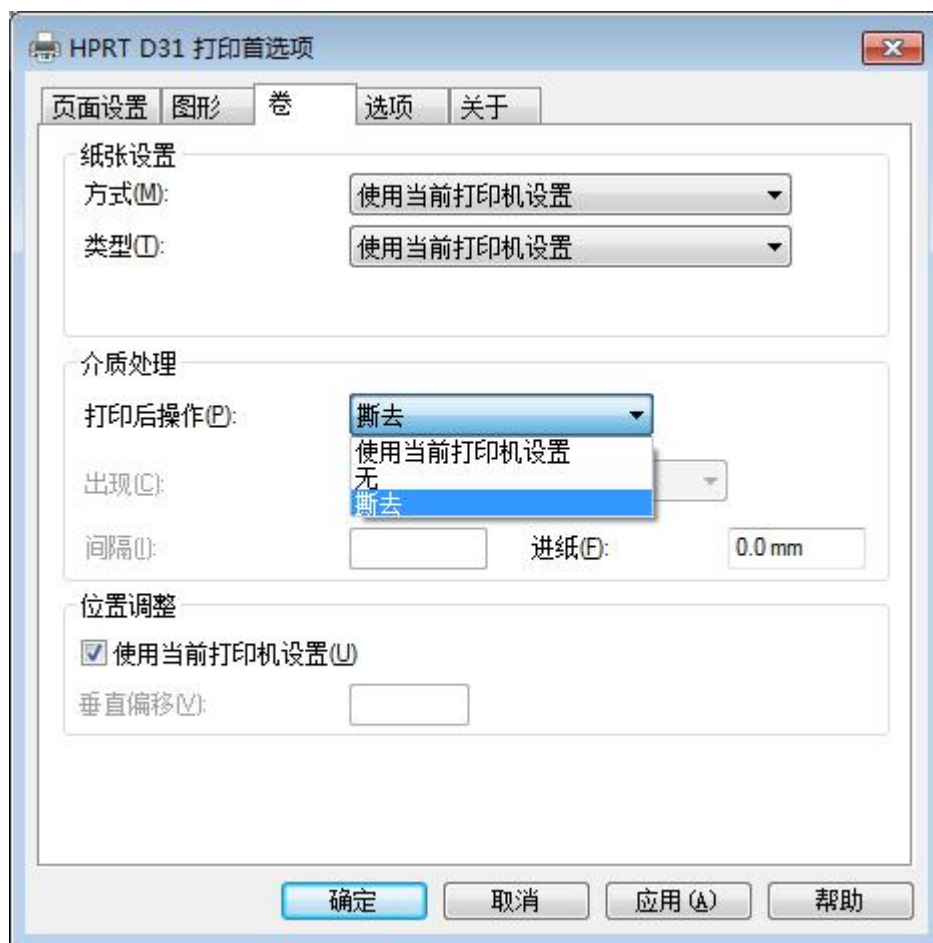 HPRT D31 打印首选项
页面设置 图形 卷 选项 关于
纸张设置
方式(M): 使用当前打印机设置
类型(T): 使用当前打印机设置
介质处理
打印后操作(P): 撕去
使用当前打印机设置
无
撕去
出现(C):
间隔(I): 进纸(F): 0.0 mm
位置调整
使用当前打印机设置(U)
垂直偏移(V):
确定 取消 应用(A) 帮助